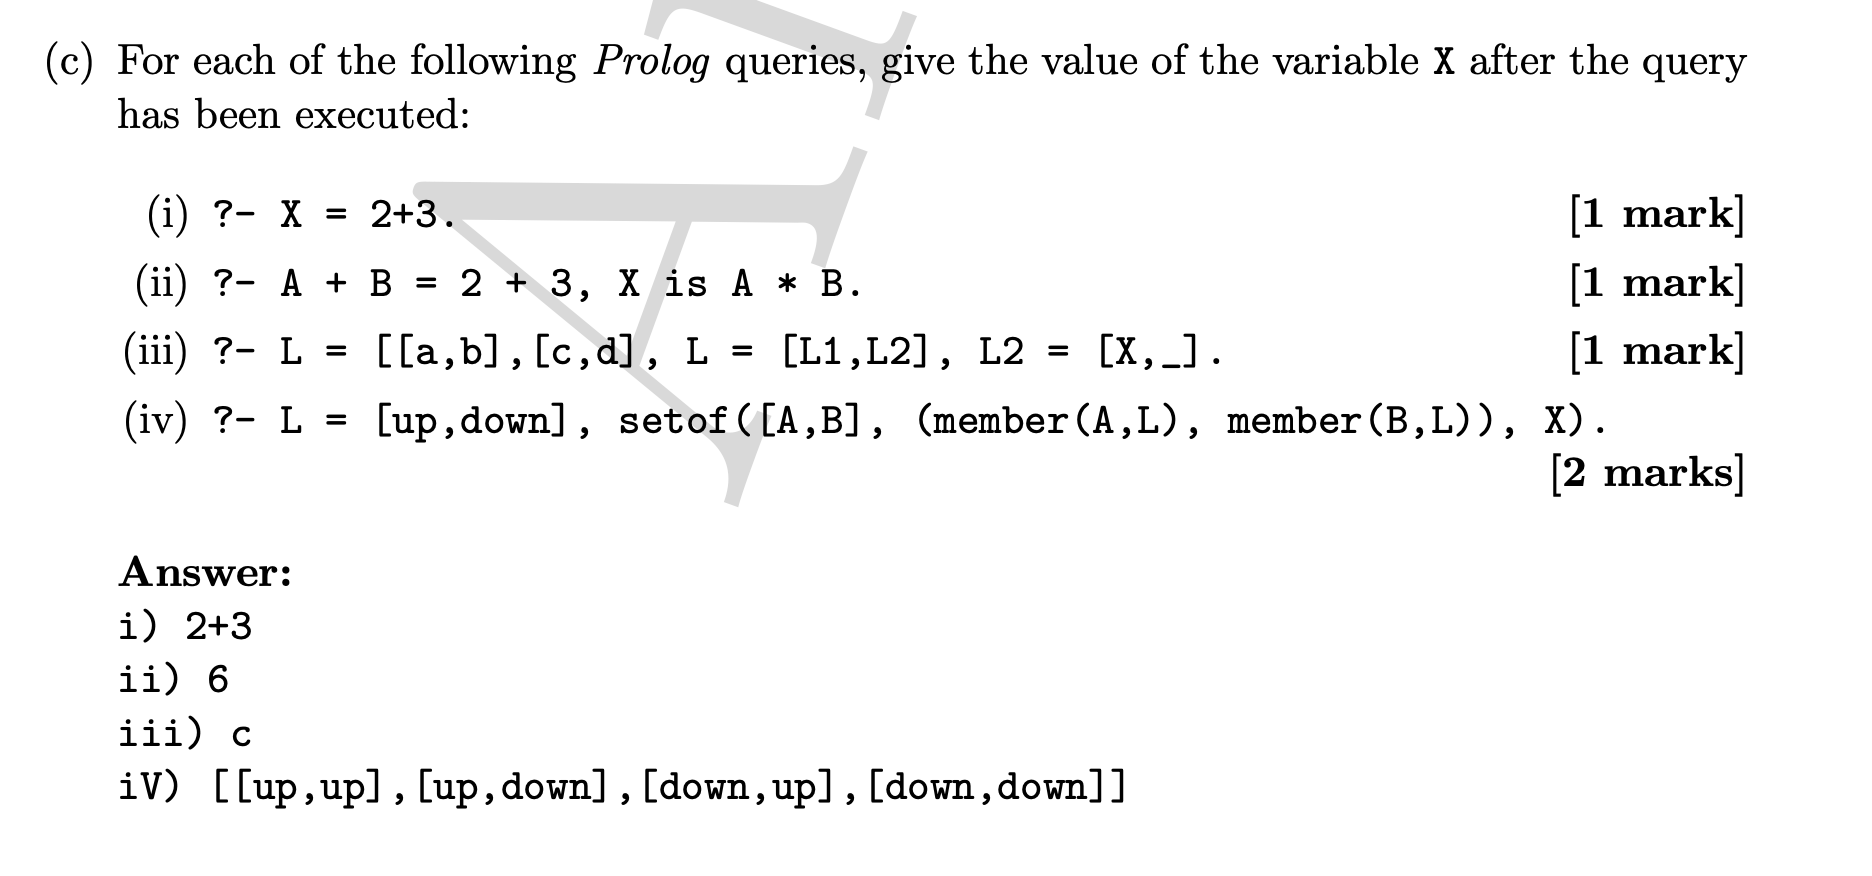 (c) For each of the following Prolog queries, give the value of the variable X after the query
has been executed:
(i) ?- X = 2+3. [1 mark]
(ii) ?- A + B = 2 + 3, X is A * B. [1 mark]
(iii) ?- L = [[a,b],[c,d], L = [L1,L2], L2 = [X,_]. [1 mark]
(iv) ?- L = [up,down], setof([A,B], (member(A,L), member(B,L)), X).
[2 marks]
Answer:
i) 2+3
ii) 6
iii) c
iV) [[up,up],[up,down],[down,up],[down,down]]